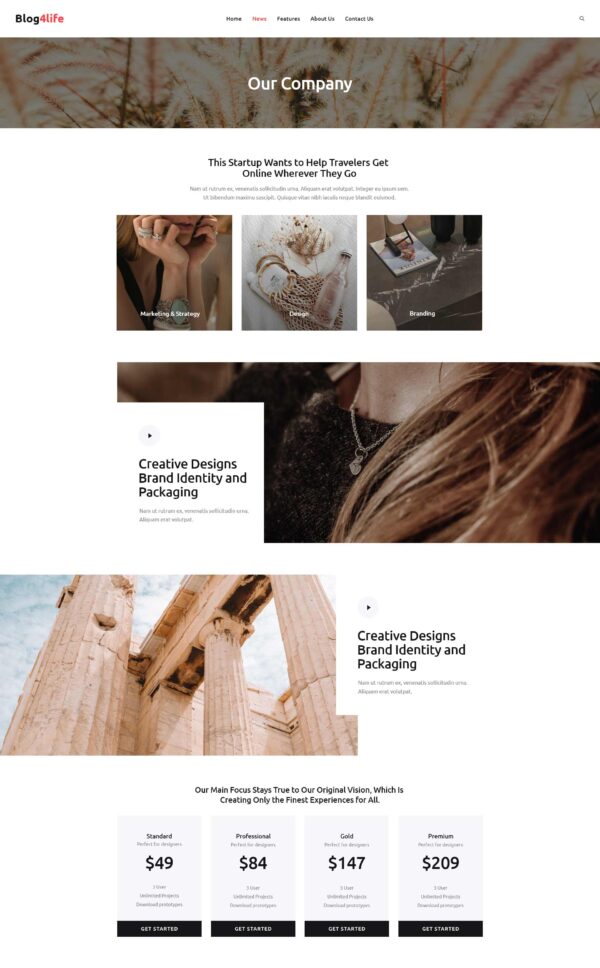 Blog4life
Home News Features About Us Contact Us
Our Company
This Startup Wants to Help Travelers Get
Online Wherever They Go
Nam ut rutrum ex, venenatis sollicitudin urna. Aliquam erat volutpat. Integer eu ipsum sem.
Ut bibendum maximu suscipit. Quisque vitae nibh iaculis neque blandit euismod.
Marketing & Strategy
Design
Branding
Creative Designs
Brand Identity and
Packaging
Nam ut rutrum ex, venenatis sollicitudin urna.
Aliquam erat volutpat.
Creative Designs
Brand Identity and
Packaging
Nam ut rutrum ex, venenatis sollicitudin urna.
Aliquam erat volutpat.
Our Main Focus Stays True to Our Original Vision, Which Is
Creating Only the Finest Experiences for All.
Standard
Perfect for designers
$49
3 User
Unlimited Projects
Download prototypes
GET STARTED
Professional
Perfect for designers
$84
3 User
Unlimited Projects
Download prototypes
GET STARTED
Gold
Perfect for designers
$147
3 User
Unlimited Projects
Download prototypes
GET STARTED
Premium
Perfect for designers
$209
3 User
Unlimited Projects
Download prototypes
GET STARTED